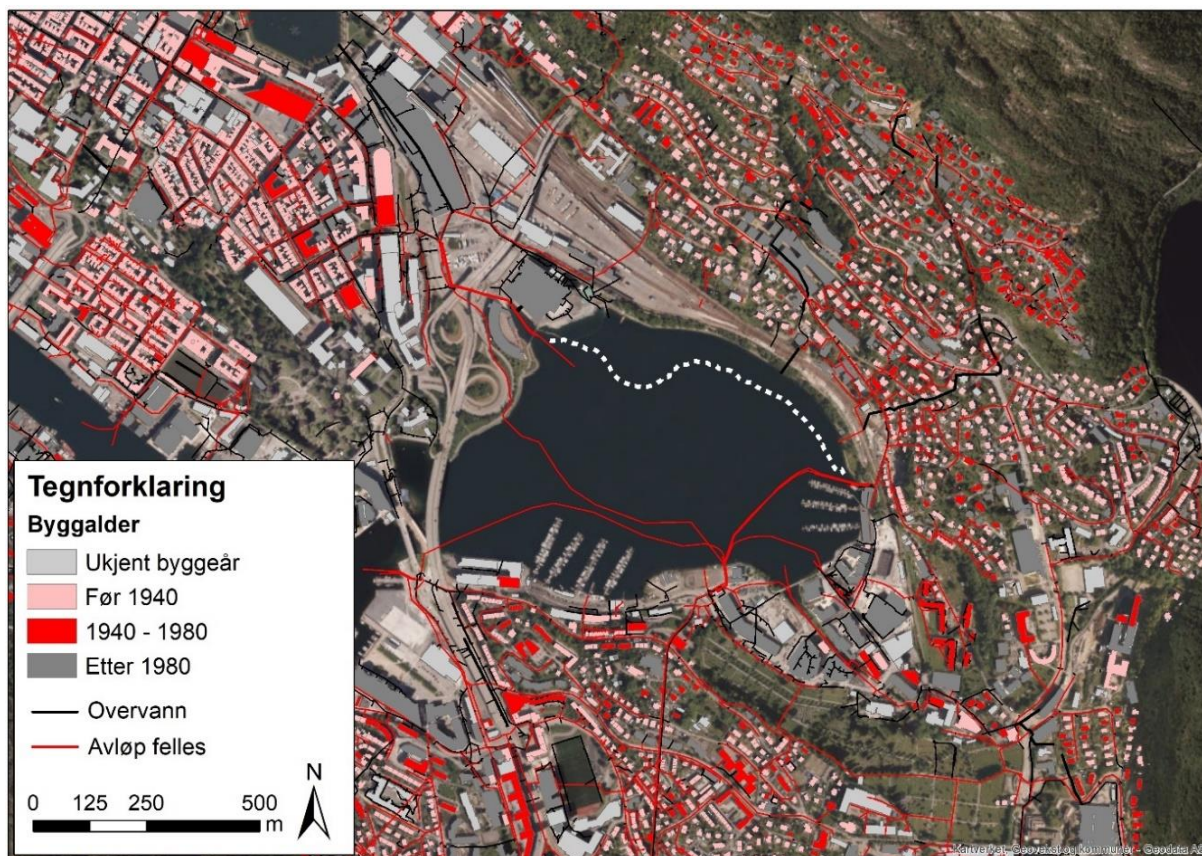 Tegnforklaring
Byggalder
Ukjent byggeår
Før 1940
1940 - 1980
Etter 1980
Overvann
Avløp felles
0 125 250 500
m
N
Kartverket, Geovekst og kommuner - Geodata A